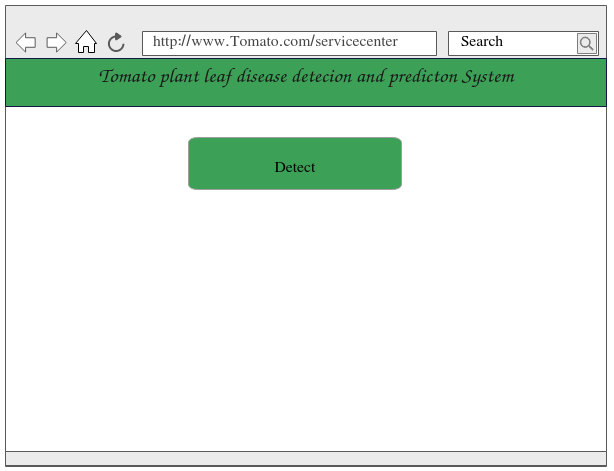 http://www.Tomato.com/servicecenter
Search
Tomato plant leaf disease detecion and predicton System
Detect